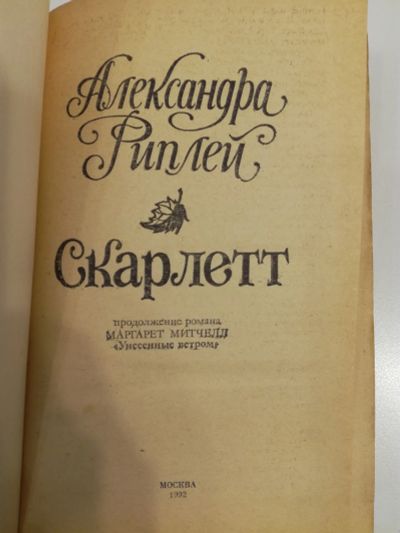 Александра
Риплей
Скарлетт
продолжение романа
МАРГАРЕТ МИТЧЕЛЛ
«Унесенные ветром»
МОСКВА
1992